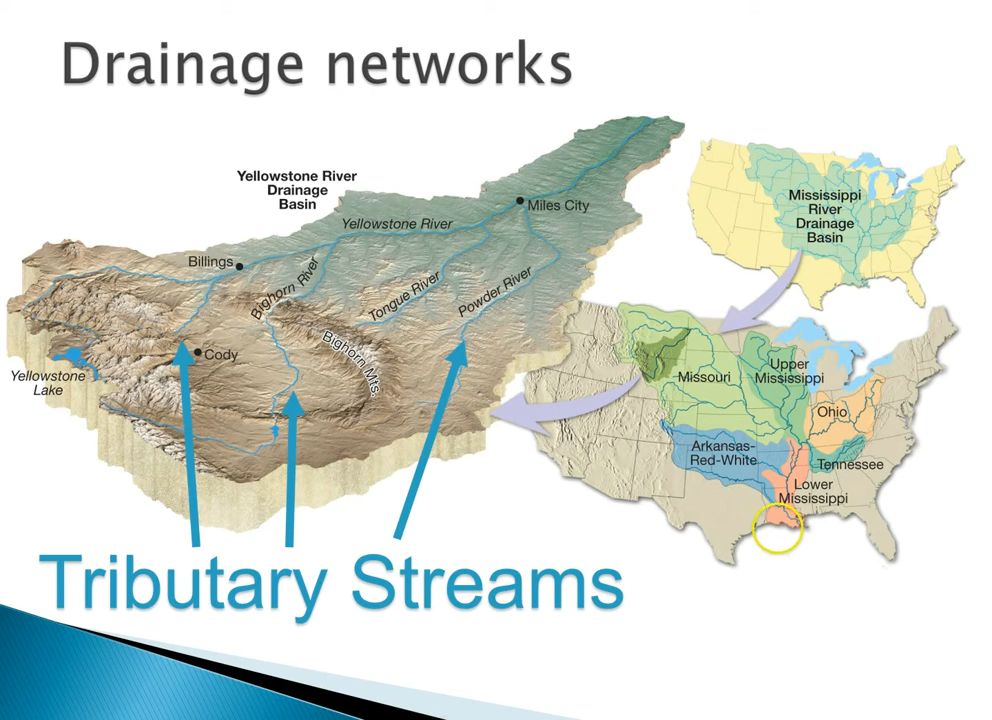 Drainage networks
Yellowstone River
Drainage
Basin
Yellowstone River
Miles City
Billings
Bighorn River
Tongue River
Powder River
Bighorn Mts.
Cody
Yellowstone
Lake
Mississippi
River
Drainage
Basin
Missouri
Upper
Mississippi
Ohio
Arkansas-
Red-White
Tennessee
Lower
Mississippi
Tributary Streams